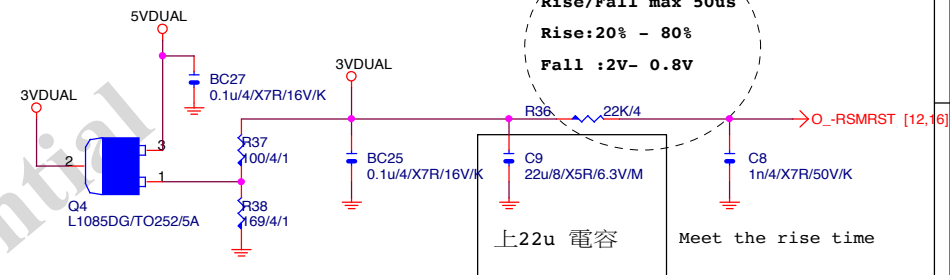 Rise/Fall max 50us
Rise:20% - 80%
Fall :2V- 0.8V
5VDUAL
BC27
0.1u/4/X7R/16V/K
3VDUAL
3VDUAL
2
3
1
Q4
L1085DG/TO252/5A
R37
100/4/1
R38
169/4/1
BC25
0.1u/4/X7R/16V/K
R36
22K/4
C9
22u/8/X5R/6.3V/M
上22u 電容
O_-RSMRST [12,16]
C8
1n/4/X7R/50V/K
Meet the rise time
ntial